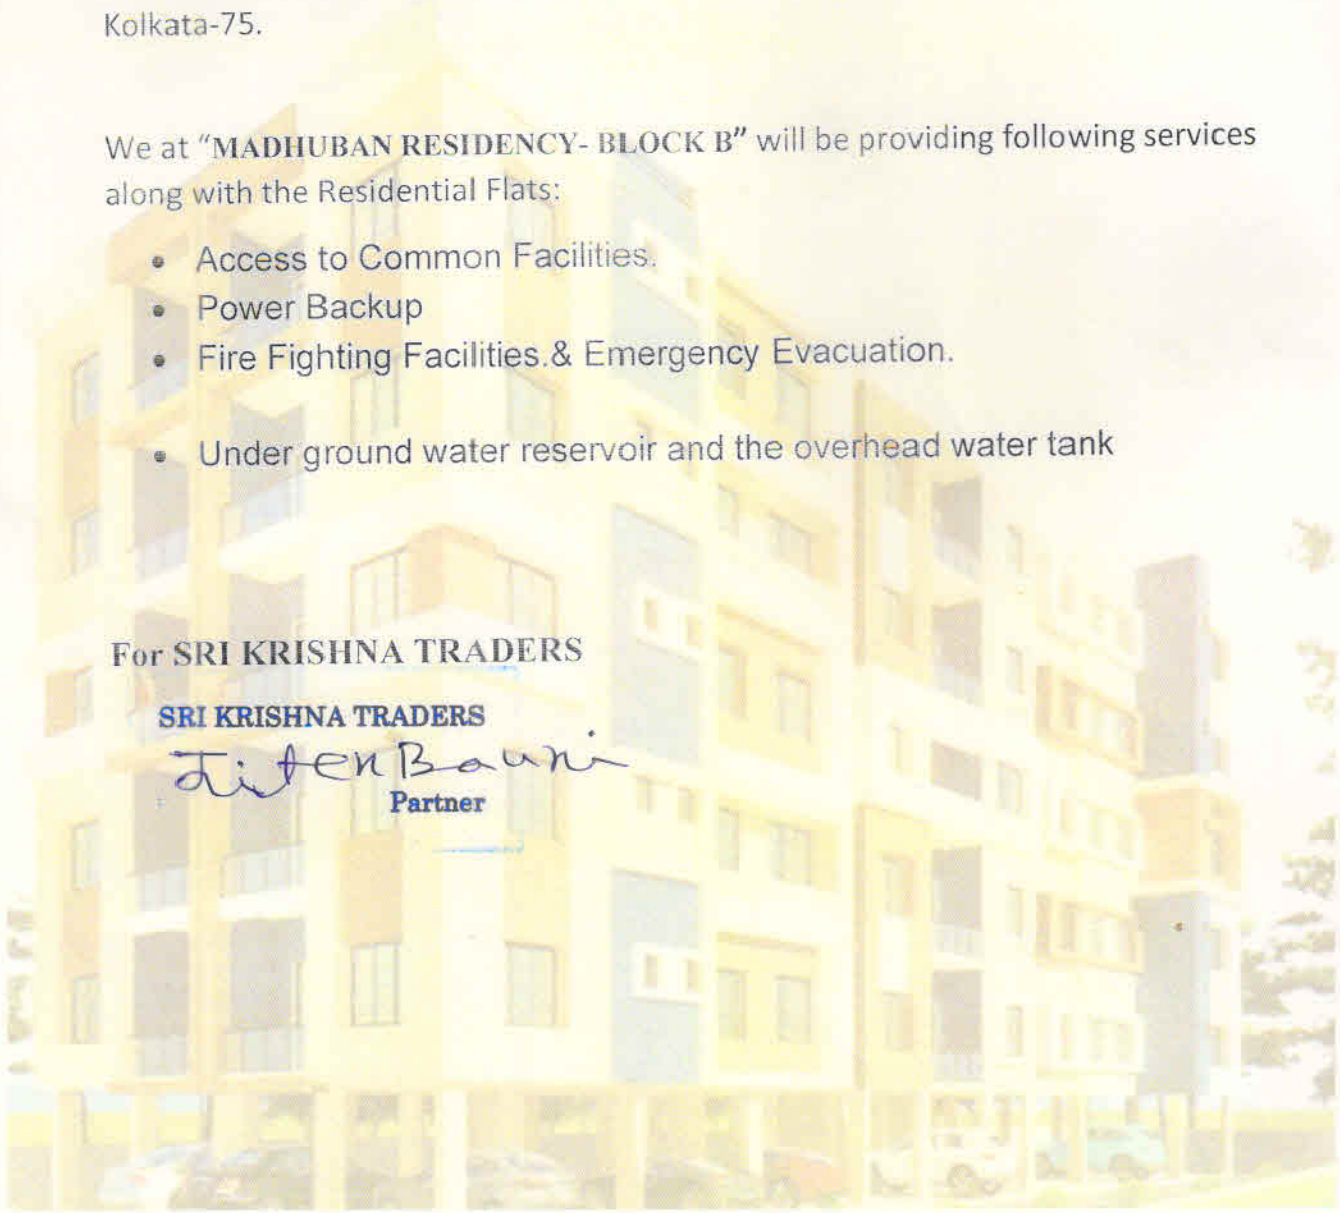 Kolkata-75.
We at "MADHUBAN RESIDENCY- BLOCK B" will be providing following services
along with the Residential Flats:
• Access to Common Facilities.
• Power Backup
• Fire Fighting Facilities.& Emergency Evacuation.
• Under ground water reservoir and the overhead water tank
For SRI KRISHNA TRADERS
SRI KRISHNA TRADERS
Jiten Bauri
Partner